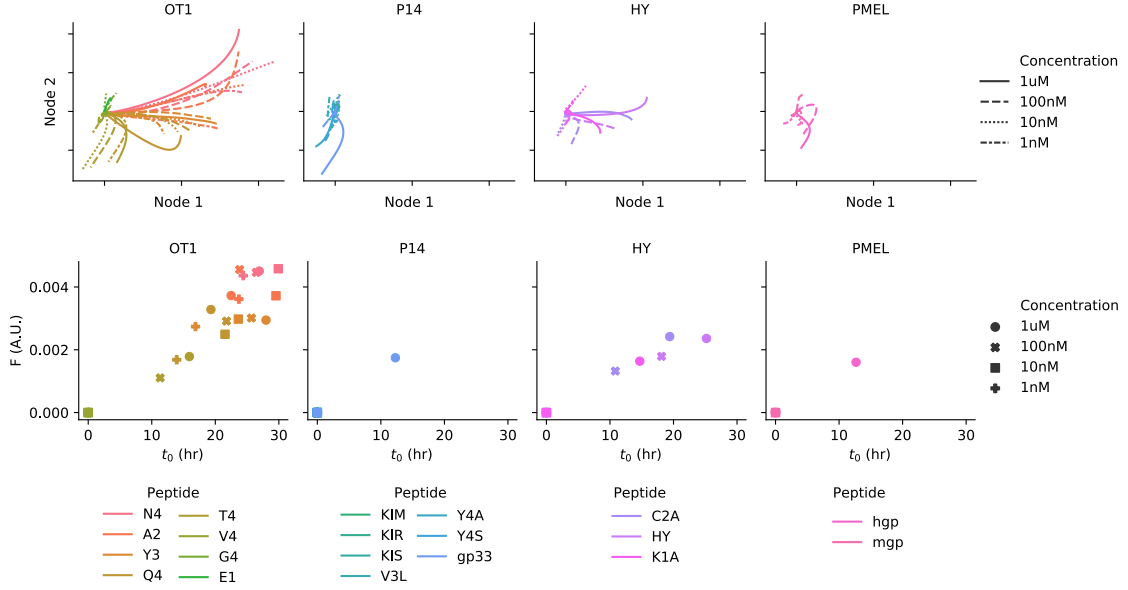 OT1 P14 HY PMEL
Node 2
Node 1 Node 1 Node 1 Node 1
Concentration
1uM
100nM
10nM
1nM
OT1 P14 HY PMEL
F (A.U.)
0.004
0.002
0.000
0 10 20 30 0 10 20 30 0 10 20 30 0 10 20 30
t0 (hr) t0 (hr) t0 (hr) t0 (hr)
Concentration
1uM
100nM
10nM
1nM
Peptide
N4 T4
A2 V4
Y3 G4
Q4 E1
Peptide
KIM Y4A
KIR Y4S
KIS gp33
V3L
Peptide
C2A
HY
K1A
Peptide
hgp
mgp